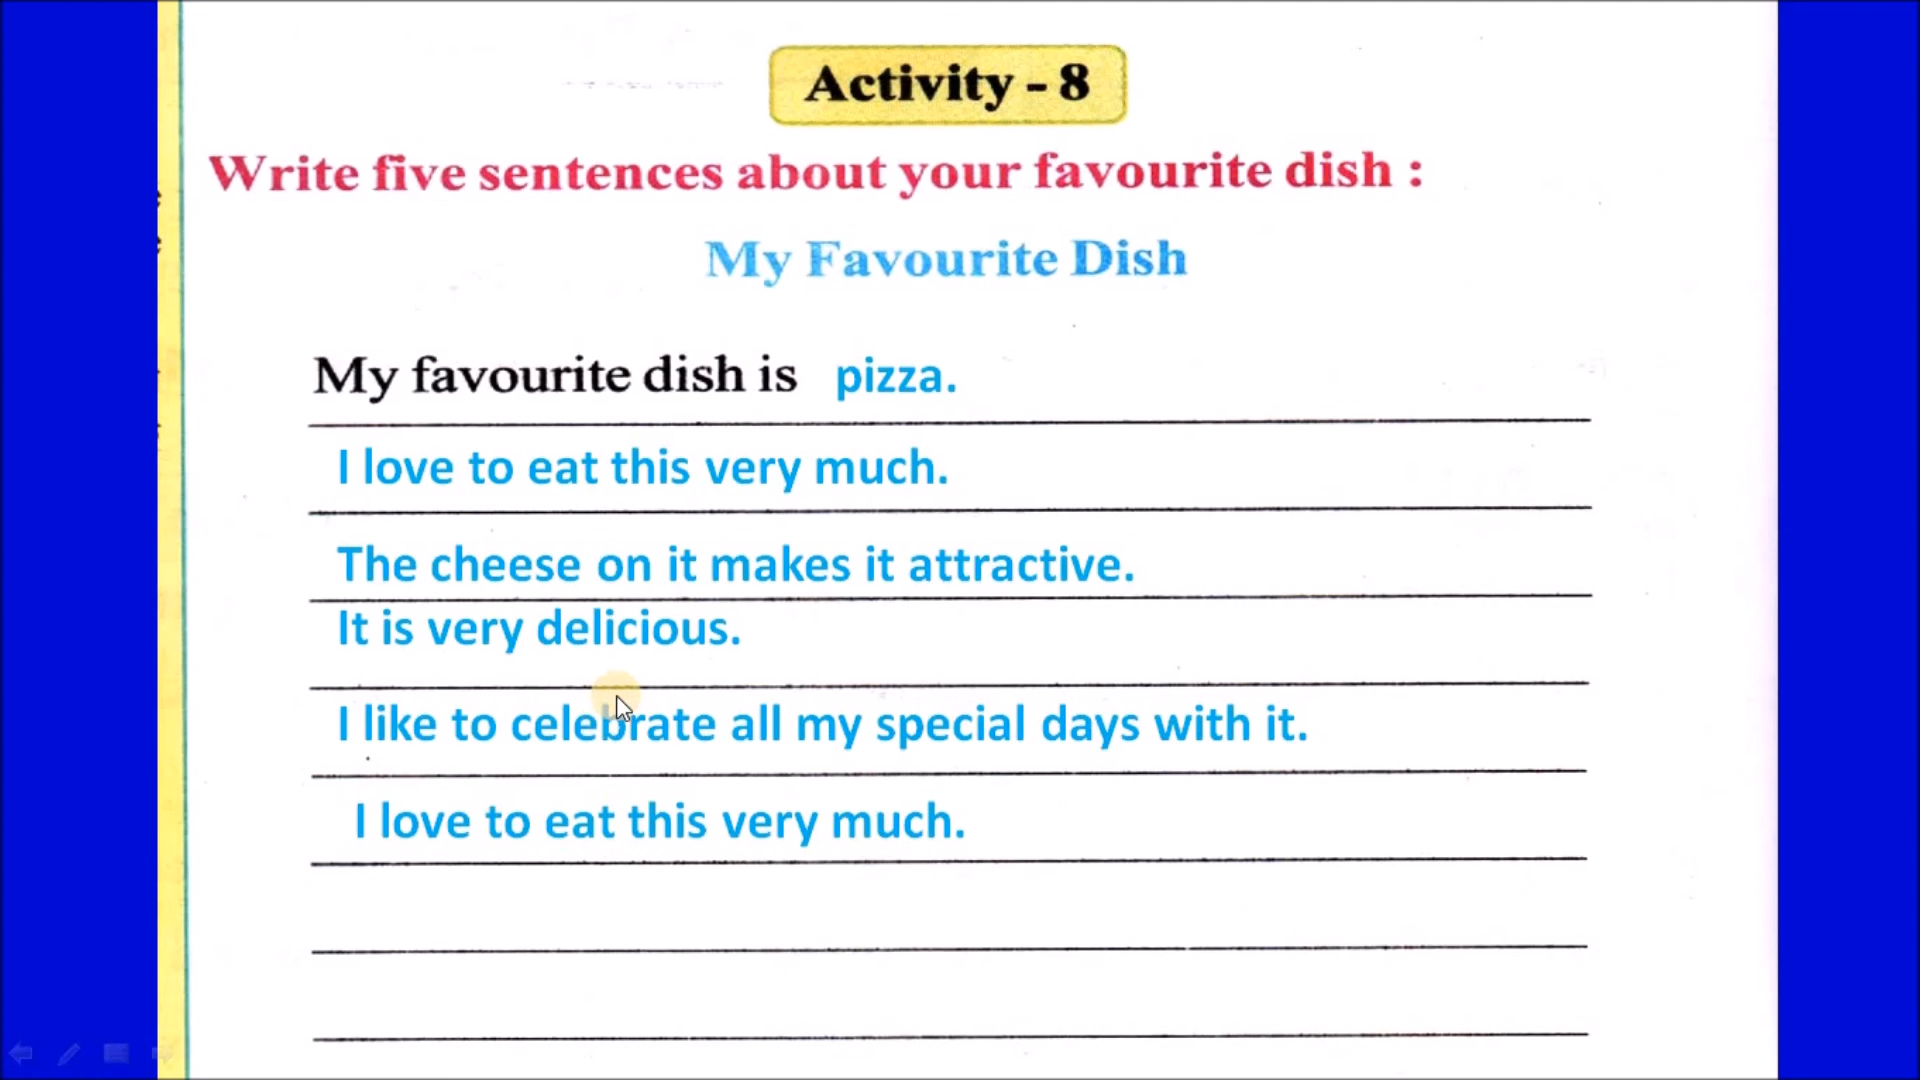 Activity - 8
Write five sentences about your favourite dish :
My Favourite Dish
My favourite dish is pizza.
I love to eat this very much.
The cheese on it makes it attractive.
It is very delicious.
I like to celebrate all my special days with it.
I love to eat this very much.